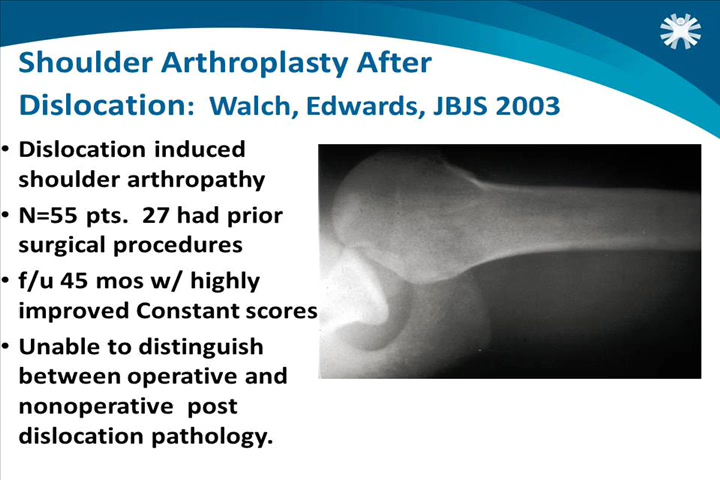 Shoulder Arthroplasty After
Dislocation: Walch, Edwards, JBJS 2003
• Dislocation induced
shoulder arthropathy
• N=55 pts. 27 had prior
surgical procedures
• f/u 45 mos w/ highly
improved Constant scores
• Unable to distinguish
between operative and
nonoperative post
dislocation pathology.